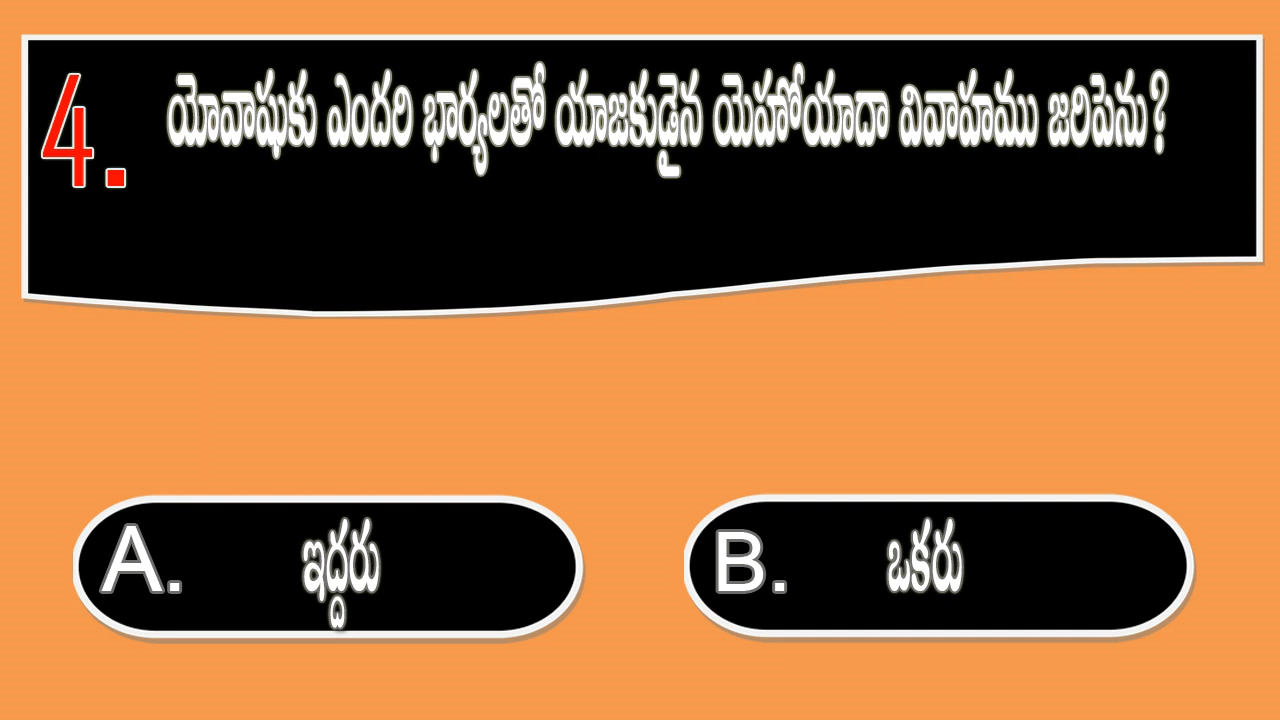 4. యోవాషుకు ఎందరి భార్యలతో యాజకుడైన యెహోయాదా వివాహము జరిపెను?
A. ఇద్దరు
B. ఒకరు